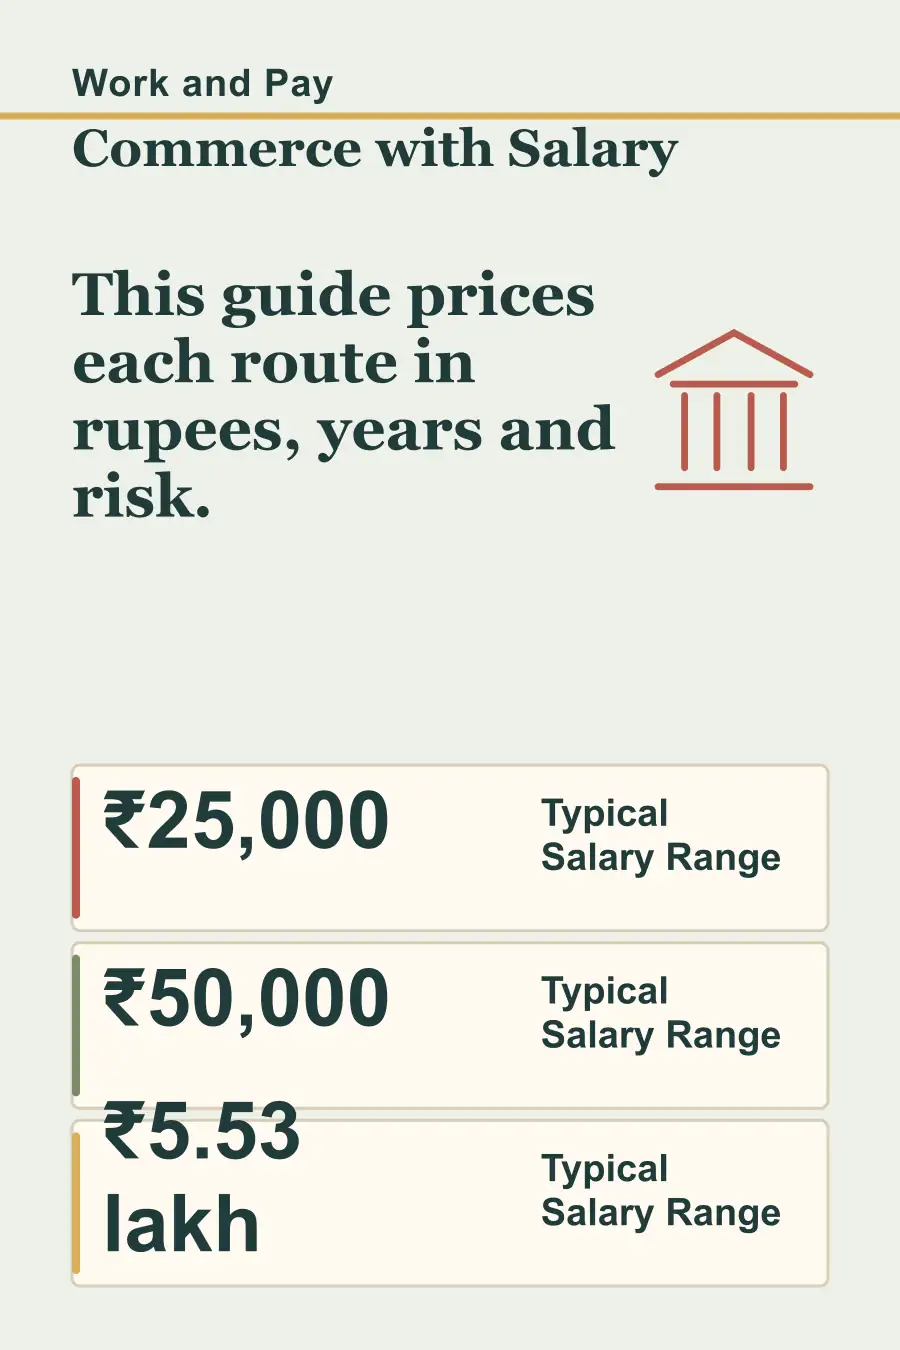 Work and Pay
Commerce with Salary
This guide prices
each route in
rupees, years and
risk.
₹25,000
Typical
Salary Range
₹50,000
Typical
Salary Range
₹5.53
lakh
Typical
Salary Range